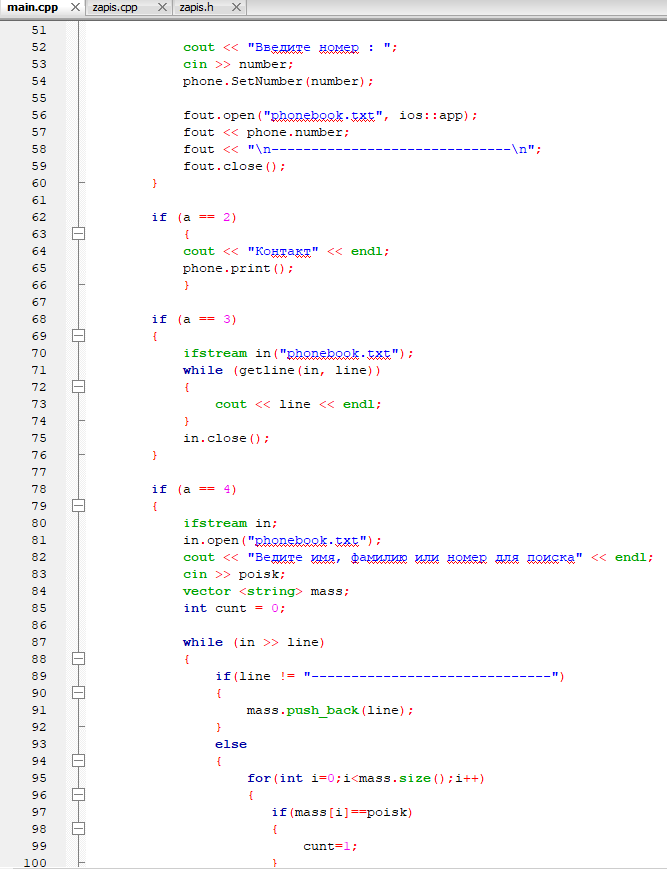 main.cpp zapis.cpp zapis.h
51
52 cout << "Введите номер : ";
53 cin >> number;
54 phone.SetNumber(number);
55
56 fout.open("phonebook.txt", ios::app);
57 fout << phone.number;
58 fout << "\n------------------------------\n";
59 fout.close();
60 }
61
62 if (a == 2)
63 {
64 cout << "Контакт" << endl;
65 phone.print();
66 }
67
68 if (a == 3)
69 {
70 ifstream in("phonebook.txt");
71 while (getline(in, line))
72 {
73 cout << line << endl;
74 }
75 in.close();
76 }
77
78 if (a == 4)
79 {
80 ifstream in;
81 in.open("phonebook.txt");
82 cout << "Ведите имя, фамилию или номер для поиска" << endl;
83 cin >> poisk;
84 vector <string> mass;
85 int cunt = 0;
86
87 while (in >> line)
88 {
89 if(line != "------------------------------")
90 {
91 mass.push_back(line);
92 }
93 else
94 {
95 for(int i=0;i<mass.size();i++)
96 {
97 if(mass[i]==poisk)
98 {
99 cunt=1;
100 }